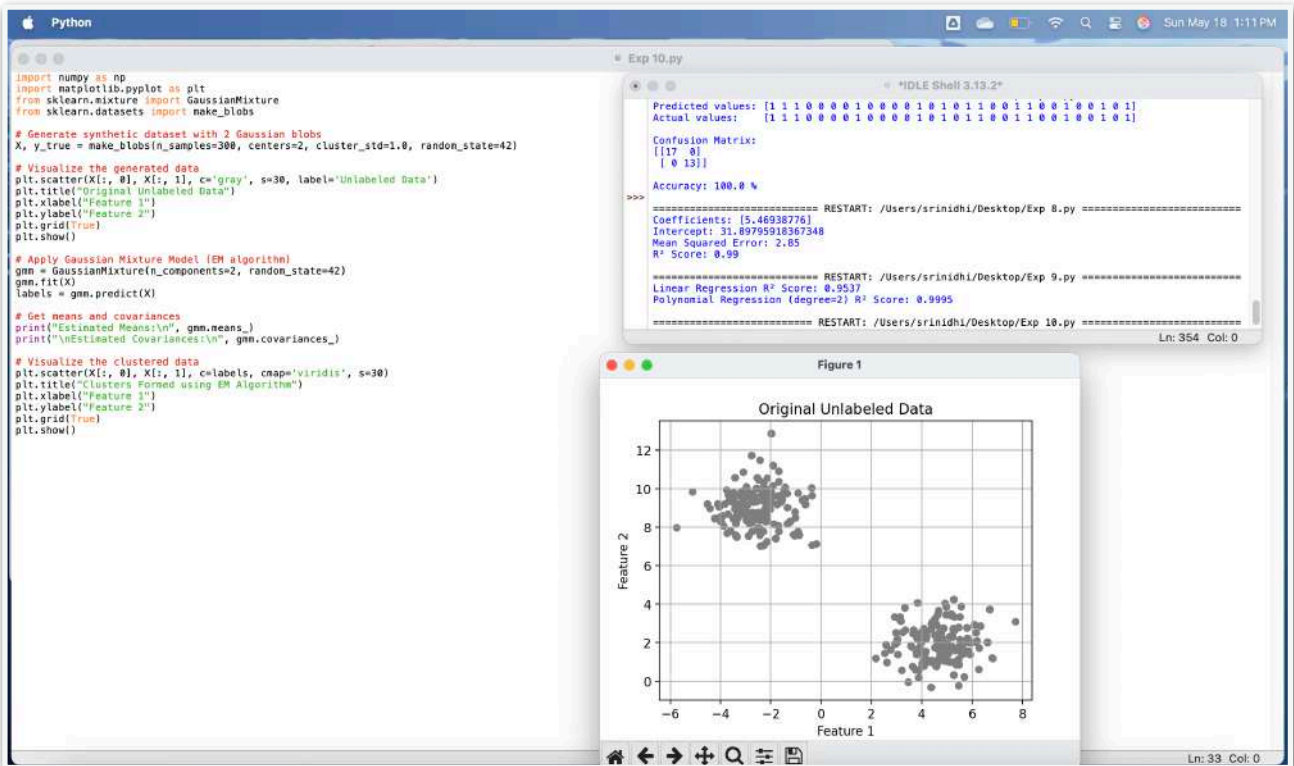 Python
Sun May 18 1:11 PM
Exp 10.py
import numpy as np
import matplotlib.pyplot as plt
from sklearn.mixture import GaussianMixture
from sklearn.datasets import make_blobs
# Generate synthetic dataset with 2 Gaussian blobs
X, y_true = make_blobs(n_samples=300, centers=2, cluster_std=1.0, random_state=42)
# Visualize the generated data
plt.scatter(X[:, 0], X[:, 1], c='gray', s=30, label='Unlabeled Data')
plt.title("Original Unlabeled Data")
plt.xlabel("Feature 1")
plt.ylabel("Feature 2")
plt.grid(True)
plt.show()
# Apply Gaussian Mixture Model (EM algorithm)
gmm = GaussianMixture(n_components=2, random_state=42)
gmm.fit(X)
labels = gmm.predict(X)
# Get means and covariances
print("Estimated Means:\n", gmm.means_)
print("\nEstimated Covariances:\n", gmm.covariances_)
# Visualize the clustered data
plt.scatter(X[:, 0], X[:, 1], c=labels, cmap='viridis', s=30)
plt.title("Clusters Formed using EM Algorithm")
plt.xlabel("Feature 1")
plt.ylabel("Feature 2")
plt.grid(True)
plt.show()
Ln: 33 Col: 0
*IDLE Shell 3.13.2*
Predicted values: [1 1 1 0 0 0 0 1 0 0 0 0 1 0 1 0 1 1 0 0 1 1 0 0 1 0 0 1 0 1]
Actual values: [1 1 1 0 0 0 0 1 0 0 0 0 1 0 1 0 1 1 0 0 1 1 0 0 1 0 0 1 0 1]
Confusion Matrix:
[[17 0]
[ 0 13]]
Accuracy: 100.0 %
>>>
========================== RESTART: /Users/srinidhi/Desktop/Exp 8.py =========================
Coefficients: [5.46938776]
Intercept: 31.89795918367348
Mean Squared Error: 2.85
R² Score: 0.99
========================== RESTART: /Users/srinidhi/Desktop/Exp 9.py =========================
Linear Regression R² Score: 0.9537
Polynomial Regression (degree=2) R² Score: 0.9995
========================= RESTART: /Users/srinidhi/Desktop/Exp 10.py =========================
Ln: 354 Col: 0
Figure 1
Original Unlabeled Data
12
10
8
6
4
2
0
Feature 2
−6 −4 −2 0 2 4 6 8
Feature 1